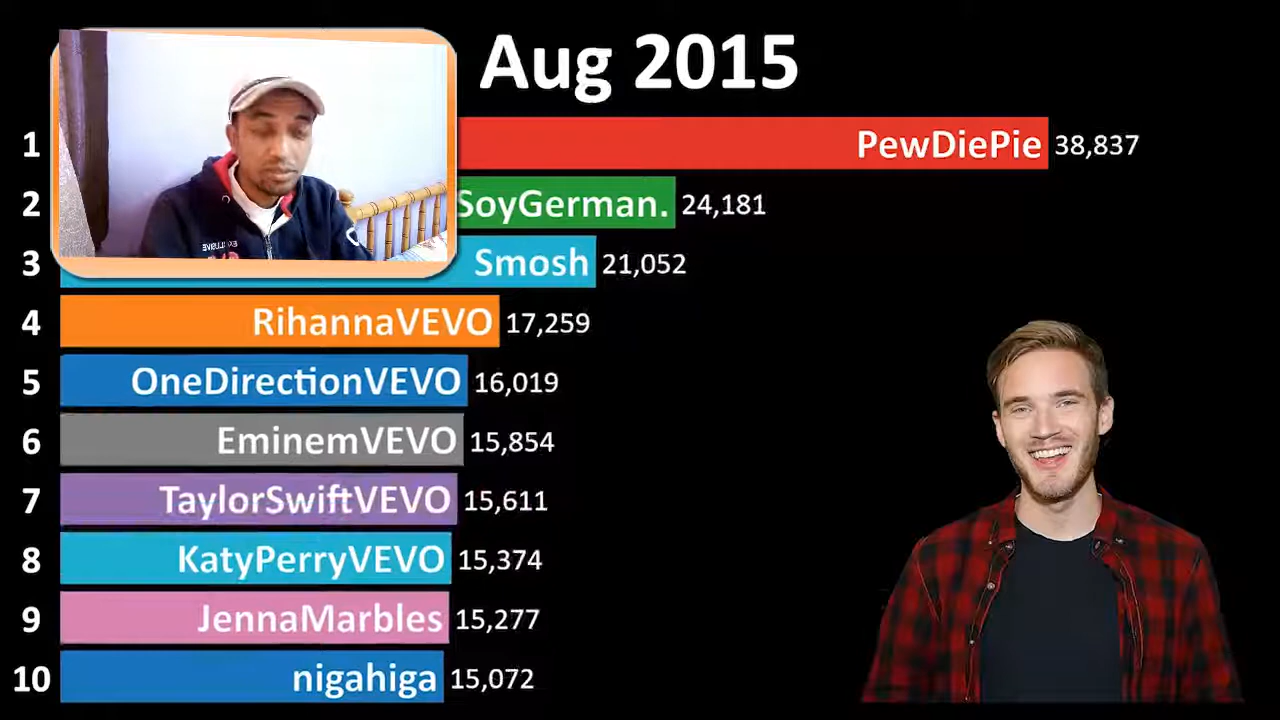 Aug 2015
1 PewDiePie 38,837
2 SoyGerman. 24,181
3 Smosh 21,052
4 RihannaVEVO 17,259
5 OneDirectionVEVO 16,019
6 EminemVEVO 15,854
7 TaylorSwiftVEVO 15,611
8 KatyPerryVEVO 15,374
9 JennaMarbles 15,277
10 nigahiga 15,072